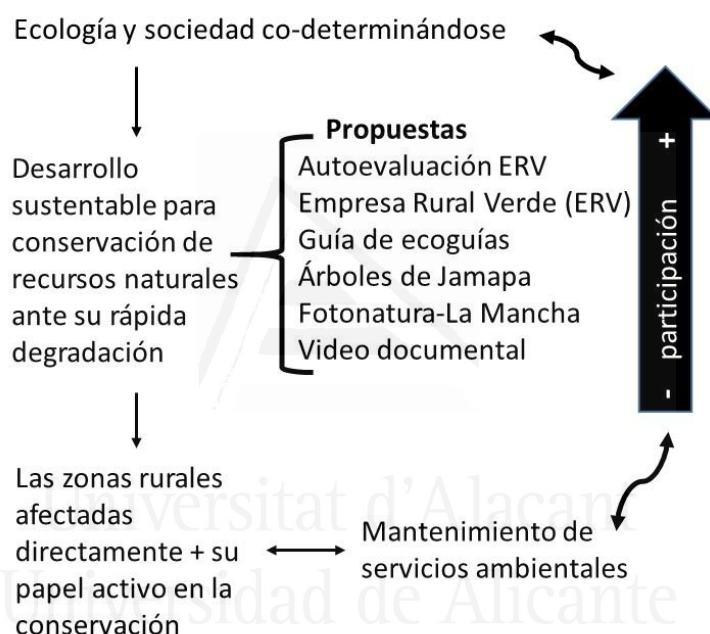 Ecología y sociedad co-determinándose
Desarrollo
sustentable para
conservación de
recursos naturales
ante su rápida
degradación
Propuestas
Autoevaluación ERV
Empresa Rural Verde (ERV)
Guía de ecoguías
Árboles de Jamapa
Fotonatura-La Mancha
Video documental
- participación +
Las zonas rurales
afectadas
directamente + su
papel activo en la
conservación
Mantenimiento de
servicios ambientales
Universitat d'Alacant
Universidad de Alicante